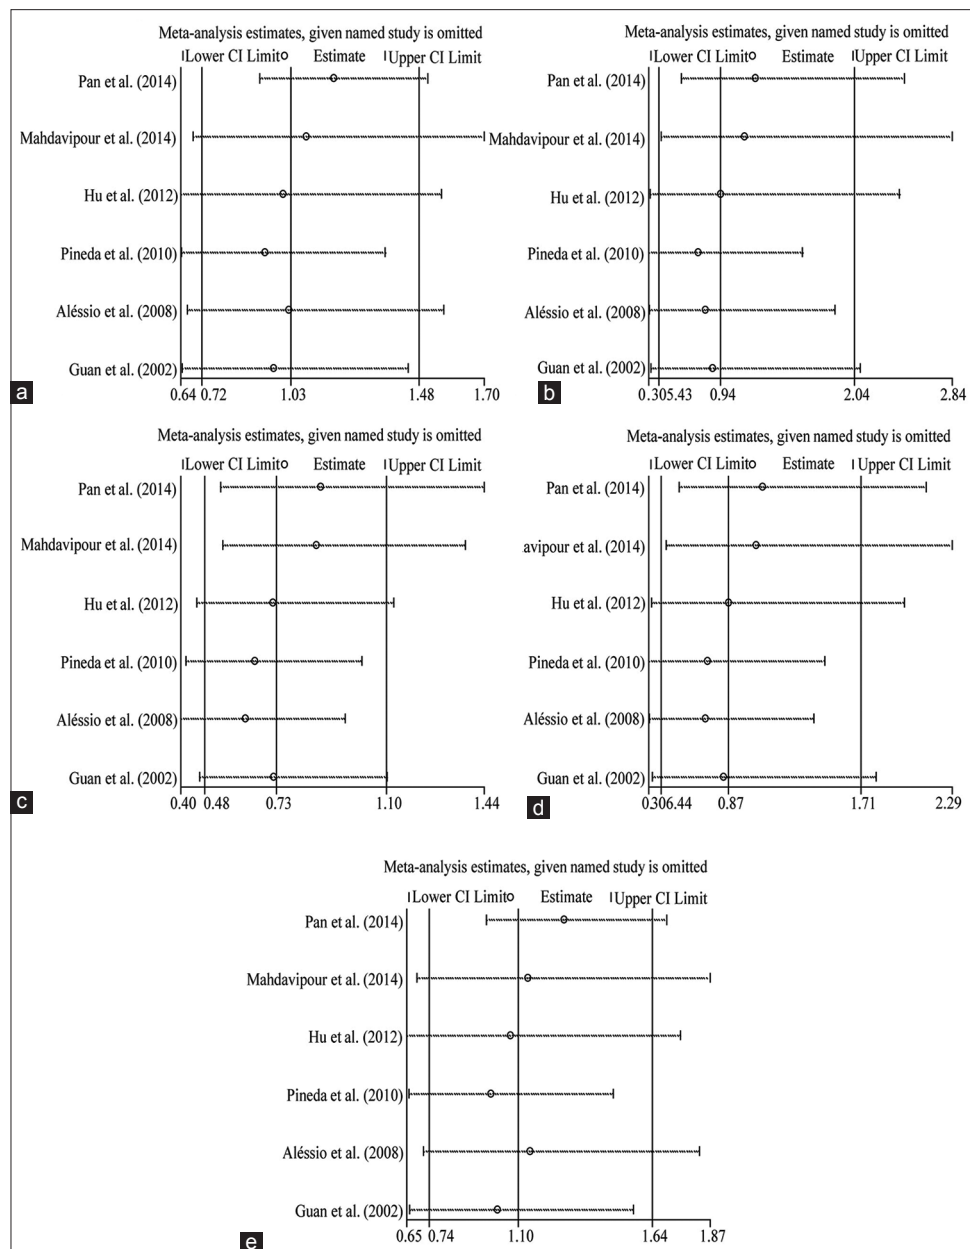 Meta-analysis estimates, given named study is omitted
Lower CI Limit Estimate Upper CI Limit
Pan et al. (2014)
Mahdavipour et al. (2014)
Hu et al. (2012)
Pineda et al. (2010)
Aléssio et al. (2008)
Guan et al. (2002)
0.64 0.72 1.03 1.48 1.70
a
Meta-analysis estimates, given named study is omitted
Lower CI Limit Estimate Upper CI Limit
Pan et al. (2014)
Mahdavipour et al. (2014)
Hu et al. (2012)
Pineda et al. (2010)
Aléssio et al. (2008)
Guan et al. (2002)
0.305.43 0.94 2.04 2.84
b
Meta-analysis estimates, given named study is omitted
Lower CI Limit Estimate Upper CI Limit
Pan et al. (2014)
Mahdavipour et al. (2014)
Hu et al. (2012)
Pineda et al. (2010)
Aléssio et al. (2008)
Guan et al. (2002)
0.40 0.48 0.73 1.10 1.44
c
Meta-analysis estimates, given named study is omitted
Lower CI Limit Estimate Upper CI Limit
Pan et al. (2014)
avipour et al. (2014)
Hu et al. (2012)
Pineda et al. (2010)
Aléssio et al. (2008)
Guan et al. (2002)
0.306.44 0.87 1.71 2.29
d
Meta-analysis estimates, given named study is omitted
Lower CI Limit Estimate Upper CI Limit
Pan et al. (2014)
Mahdavipour et al. (2014)
Hu et al. (2012)
Pineda et al. (2010)
Aléssio et al. (2008)
Guan et al. (2002)
0.65 0.74 1.10 1.64 1.87
e